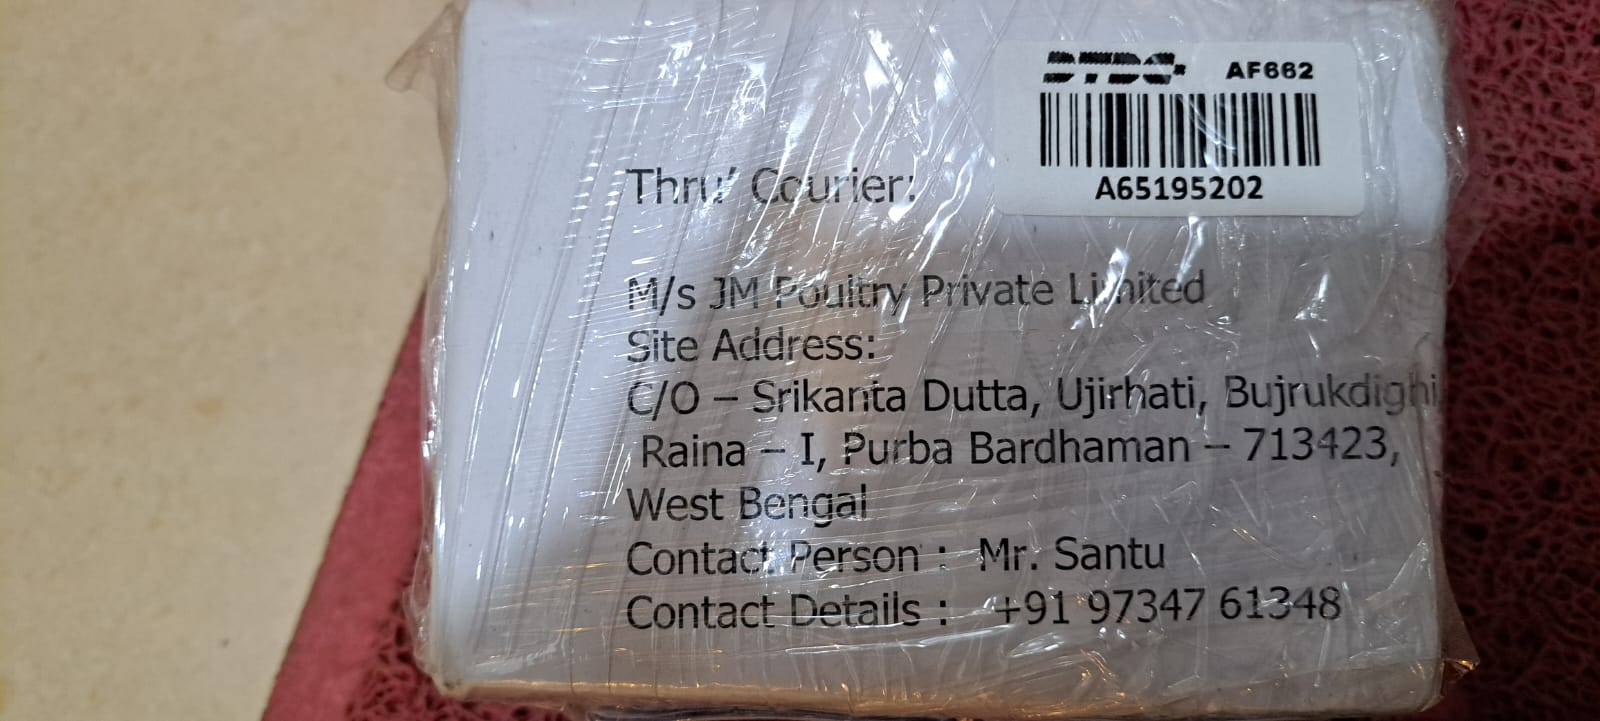 DTDC AF662
A65195202
Thru' Courier:
M/s JM Poultry Private Limited
Site Address:
C/O – Srikanta Dutta, Ujirhati, Bujrukdighi
Raina – I, Purba Bardhaman – 713423,
West Bengal
Contact Person : Mr. Santu
Contact Details : +91 97347 61348